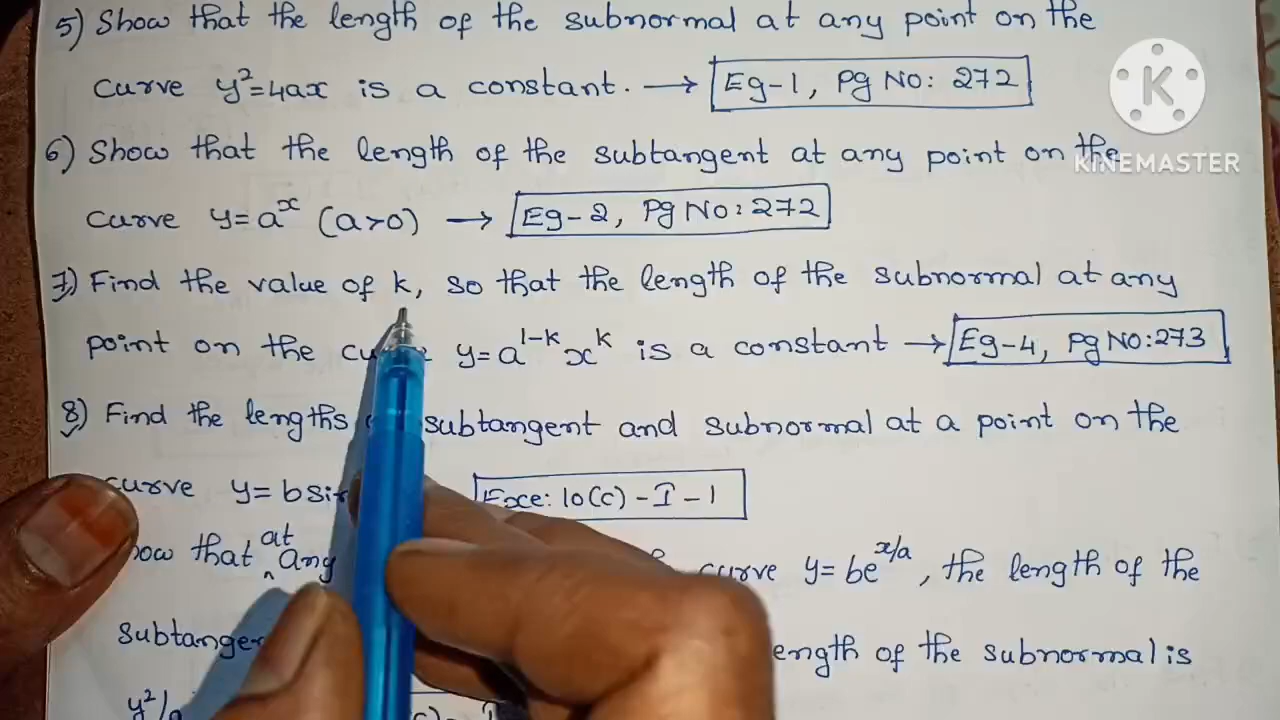 5) Show that the length of the subnormal at any point on the
curve y²=4ax is a constant. → Eg-1, Pg No: 272
K
KINEMASTER
6) Show that the length of the subtangent at any point on the
curve y=aˣ (a>0) → Eg-2, Pg No: 272
7) Find the value of k, so that the length of the subnormal at any
point on the y=a^{1-k} x^k is a constant → Eg-4, Pg No: 273
8) Find the lengths subtangent and subnormal at a point on the
curve y= Exe: 10(c) - I - 1
that at any curve y=be^{x/a}, the length of the
length of the subnormal is